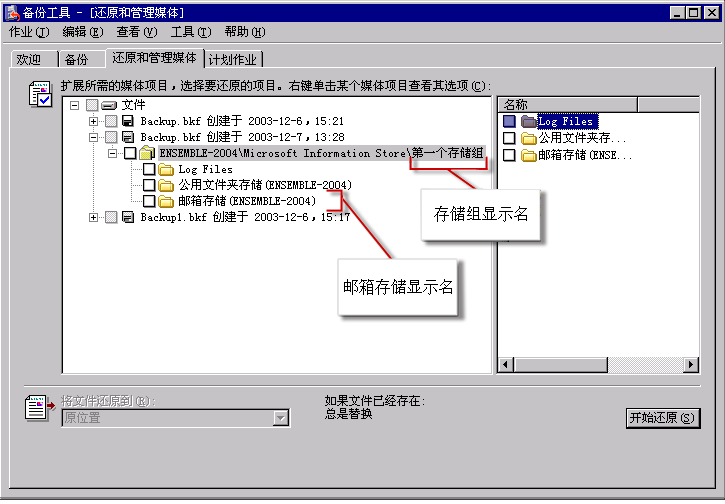 备份工具 - [还原和管理媒体]
作业(J) 编辑(E) 查看(V) 工具(T) 帮助(H)
欢迎 备份 还原和管理媒体 计划作业
扩展所需的媒体项目，选择要还原的项目。右键单击某个媒体项目查看其选项(C):
文件
Backup.bkf 创建于 2003-12-6，15:21
Backup.bkf 创建于 2003-12-7，13:28
ENSEMBLE-2004\Microsoft Information Store\第一个存储组
Log Files
公用文件夹存储(ENSEMBLE-2004)
邮箱存储(ENSEMBLE-2004)
Backup1.bkf 创建于 2003-12-6，15:17
名称
Log Files
公用文件夹存...
邮箱存储(ENSE...
存储组显示名
邮箱存储显示名
将文件还原到(R):
原位置
如果文件已经存在:
总是替换
开始还原(S)